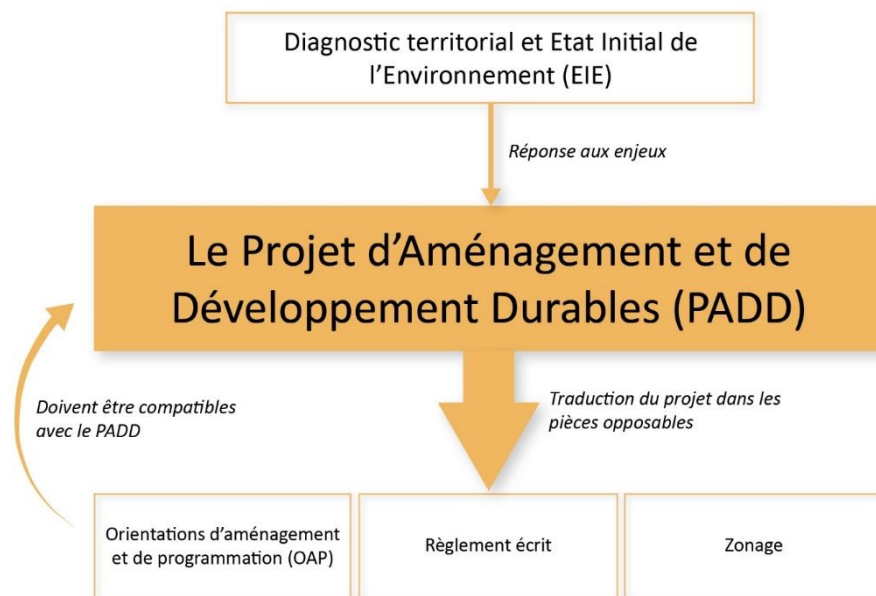 Diagnostic territorial et Etat Initial de
l’Environnement (EIE)
Réponse aux enjeux
Le Projet d’Aménagement et de
Développement Durables (PADD)
Doivent être compatibles
avec le PADD
Traduction du projet dans les
pièces opposables
Orientations d’aménagement
et de programmation (OAP)
Règlement écrit
Zonage